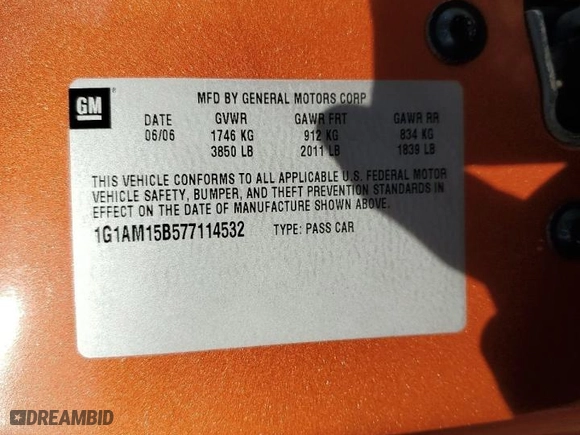 GM
MFD BY GENERAL MOTORS CORP
DATE GVWR GAWR FRT GAWR RR
06/06 1746 KG 912 KG 834 KG
3850 LB 2011 LB 1839 LB
THIS VEHICLE CONFORMS TO ALL APPLICABLE U.S. FEDERAL MOTOR
VEHICLE SAFETY, BUMPER, AND THEFT PREVENTION STANDARDS IN
EFFECT ON THE DATE OF MANUFACTURE SHOWN ABOVE.
1G1AM15B577114532 TYPE: PASS CAR
DREAMBID